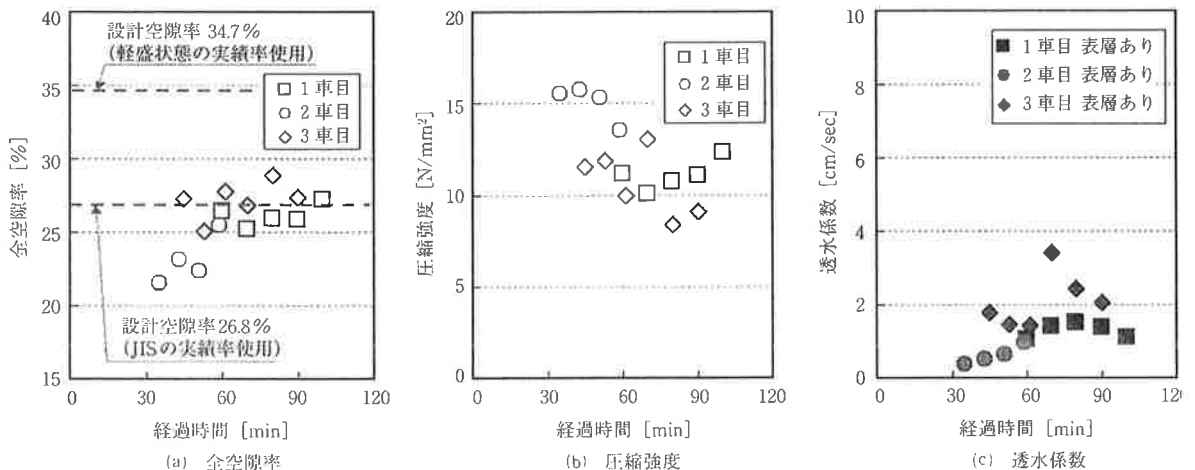 40
35
30
25
20
15
全空隙率 [%]
設計空隙率 34.7%
(軽盛状態の実績率使用)
1車目
2車目
3車目
設計空隙率26.8%
(JISの実績率使用)
0 30 60 90 120
経過時間 [min]
(a) 全空隙率
20
15
10
5
0
圧縮強度 [N/mm²]
1車目
2車目
3車目
0 30 60 90 120
経過時間 [min]
(b) 圧縮強度
10
8
6
4
2
0
透水係数 [cm/sec]
1車目 表層あり
2車目 表層あり
3車目 表層あり
0 30 60 90 120
経過時間 [min]
(c) 透水係数